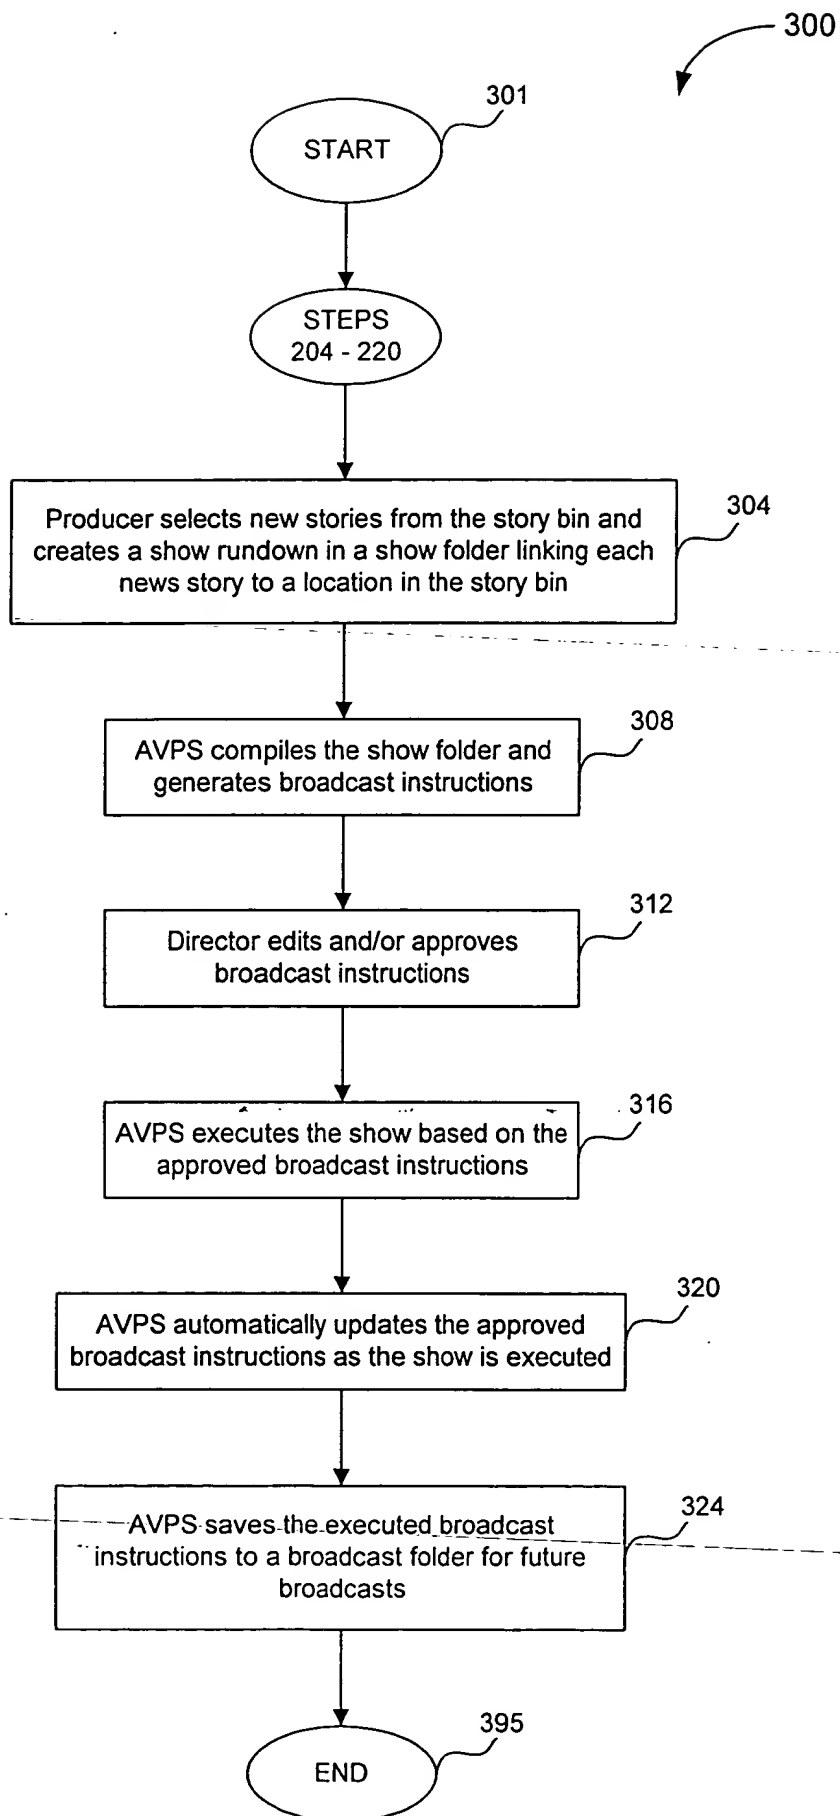 300
301
START
STEPS
204 - 220
304
Producer selects new stories from the story bin and
creates a show rundown in a show folder linking each
news story to a location in the story bin
308
AVPS compiles the show folder and
generates broadcast instructions
312
Director edits and/or approves
broadcast instructions
316
AVPS executes the show based on the
approved broadcast instructions
320
AVPS automatically updates the approved
broadcast instructions as the show is executed
324
AVPS saves the executed broadcast
instructions to a broadcast folder for future
broadcasts
395
END